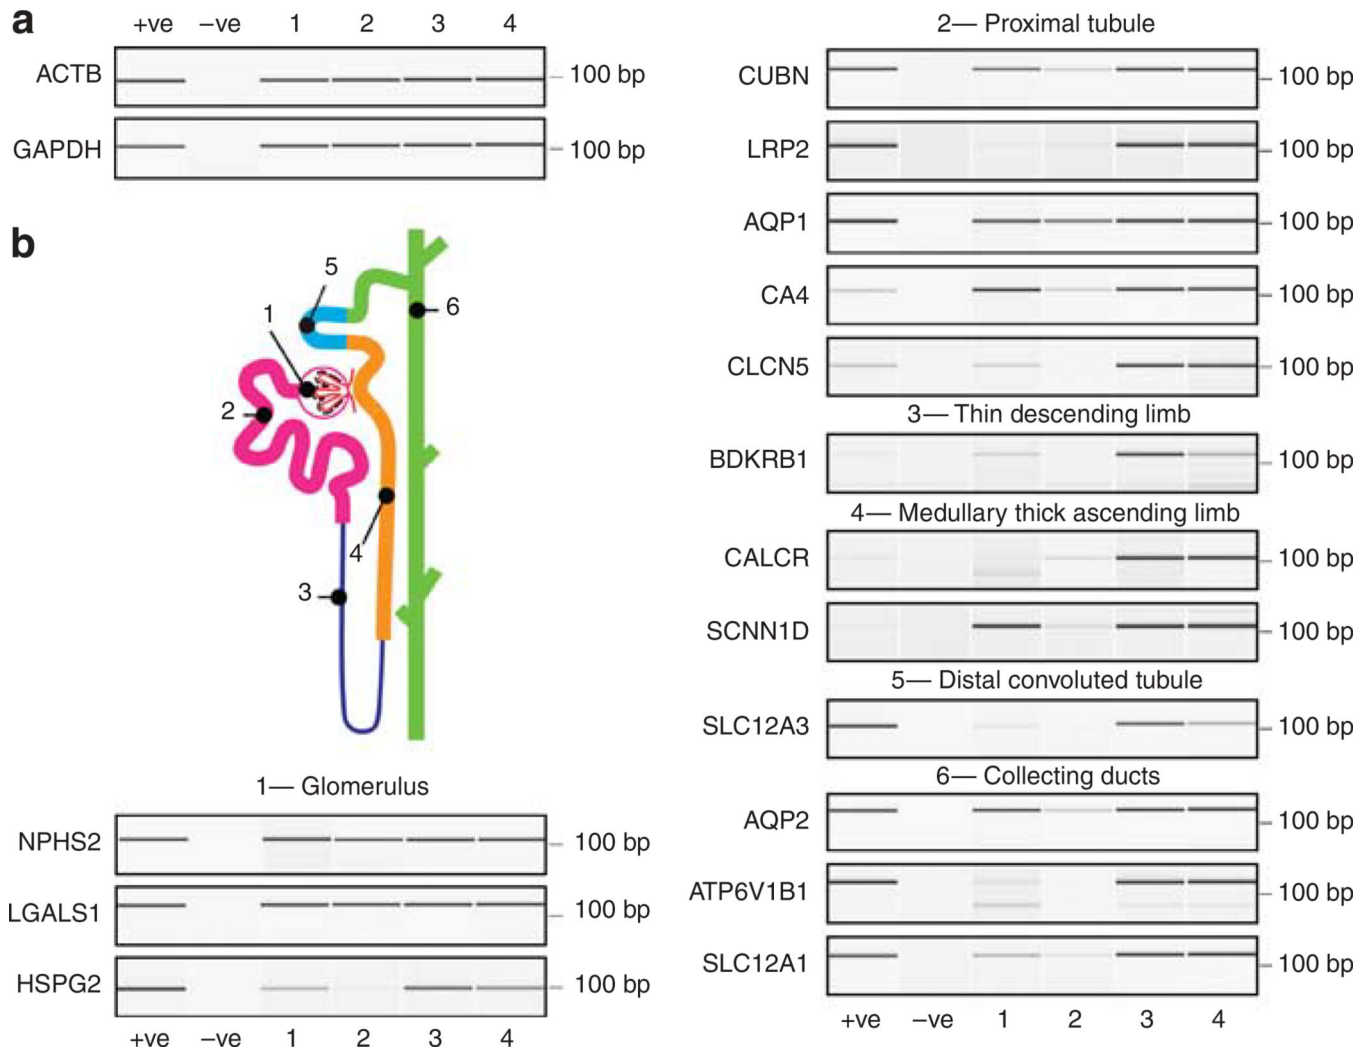 a
+ve –ve 1 2 3 4
ACTB 100 bp
GAPDH 100 bp
b
5
1
6
2
4
3
1— Glomerulus
NPHS2 100 bp
LGALS1 100 bp
HSPG2 100 bp
+ve –ve 1 2 3 4
2— Proximal tubule
CUBN 100 bp
LRP2 100 bp
AQP1 100 bp
CA4 100 bp
CLCN5 100 bp
3— Thin descending limb
BDKRB1 100 bp
4— Medullary thick ascending limb
CALCR 100 bp
SCNN1D 100 bp
5— Distal convoluted tubule
SLC12A3 100 bp
6— Collecting ducts
AQP2 100 bp
ATP6V1B1 100 bp
SLC12A1 100 bp
+ve –ve 1 2 3 4